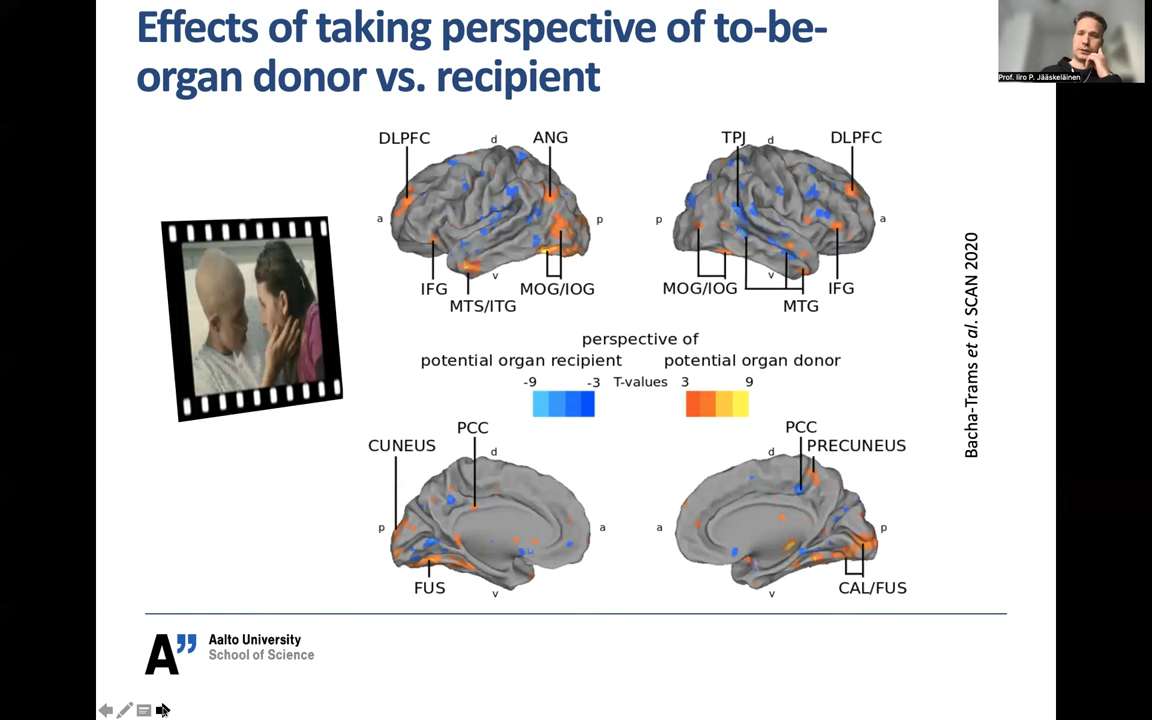 Effects of taking perspective of to-be-
organ donor vs. recipient
Prof. Iiro P. Jääskeläinen
DLPFC
d
ANG
TPJ
d
DLPFC
a
p
p
a
IFG
v
MOG/IOG
MTS/ITG
MOG/IOG
v
IFG
MTG
perspective of
potential organ recipient
potential organ donor
-9
-3
T-values
3
9
Bacha-Trams et al. SCAN 2020
CUNEUS
PCC
d
PCC
d
PRECUNEUS
p
a
a
p
FUS
v
v
CAL/FUS
A”
Aalto University
School of Science